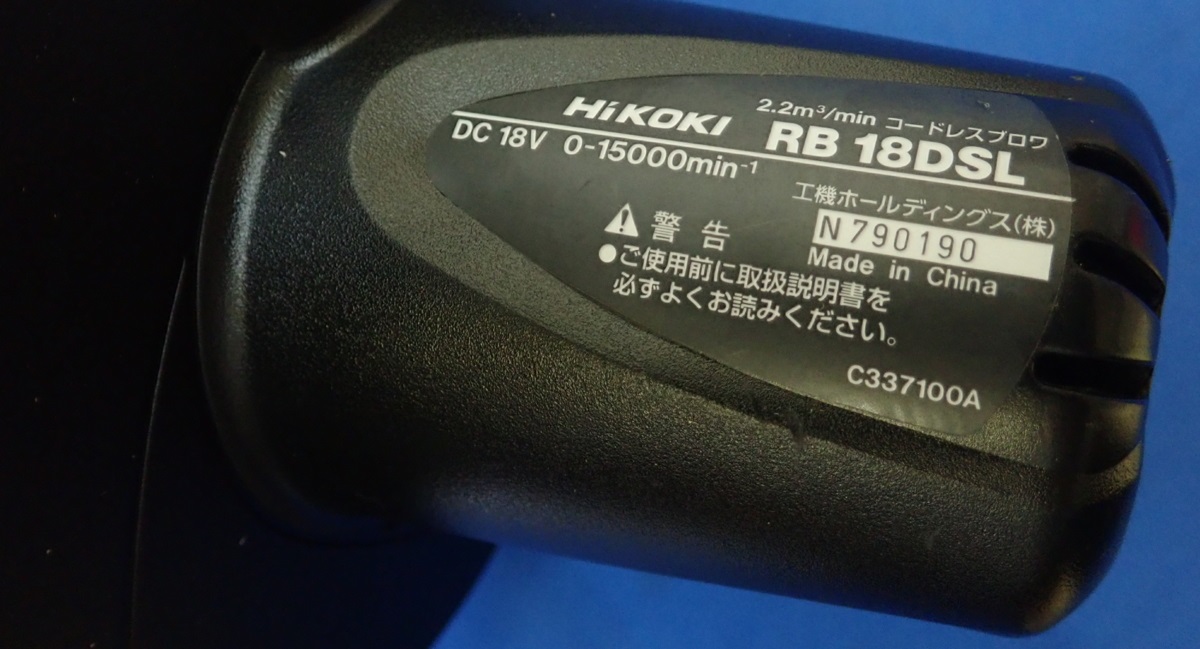 HiKOKI
2.2m³/min コードレスブロワ
DC 18V 0-15000min⁻¹
RB 18DSL
工機ホールディングス(株)
N790190
Made in China
警告
●ご使用前に取扱説明書を
必ずよくお読みください。
C337100A